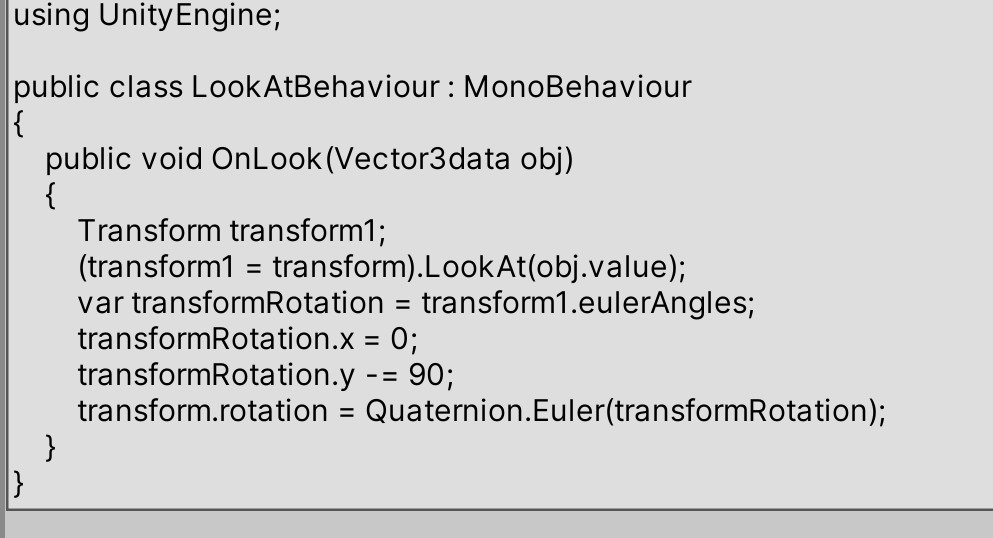 using UnityEngine;
public class LookAtBehaviour : MonoBehaviour
{
public void OnLook(Vector3data obj)
{
Transform transform1;
(transform1 = transform).LookAt(obj.value);
var transformRotation = transform1.eulerAngles;
transformRotation.x = 0;
transformRotation.y -= 90;
transform.rotation = Quaternion.Euler(transformRotation);
}
}